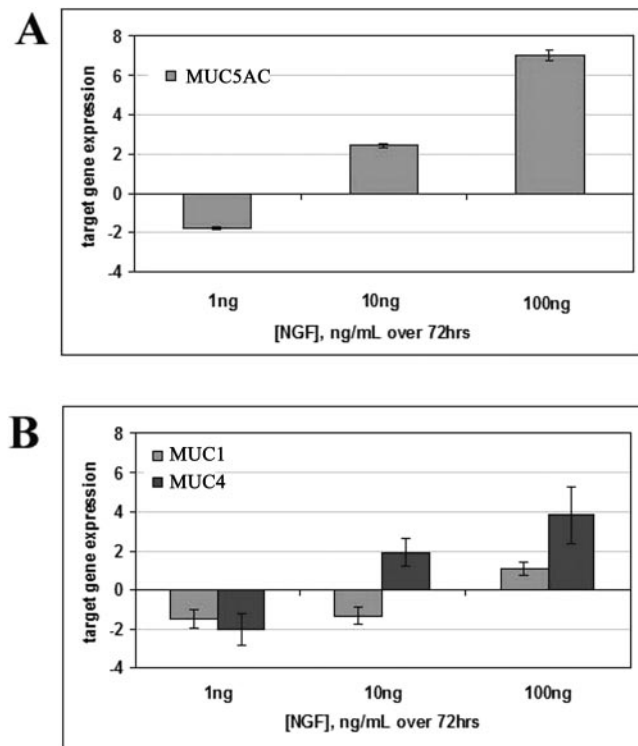 A
target gene expression
8
6
4
2
0
-2
-4
MUC5AC
1ng 10ng 100ng
[NGF], ng/mL over 72hrs
B
target gene expression
8
6
4
2
0
-2
-4
MUC1
MUC4
1ng 10ng 100ng
[NGF], ng/mL over 72hrs